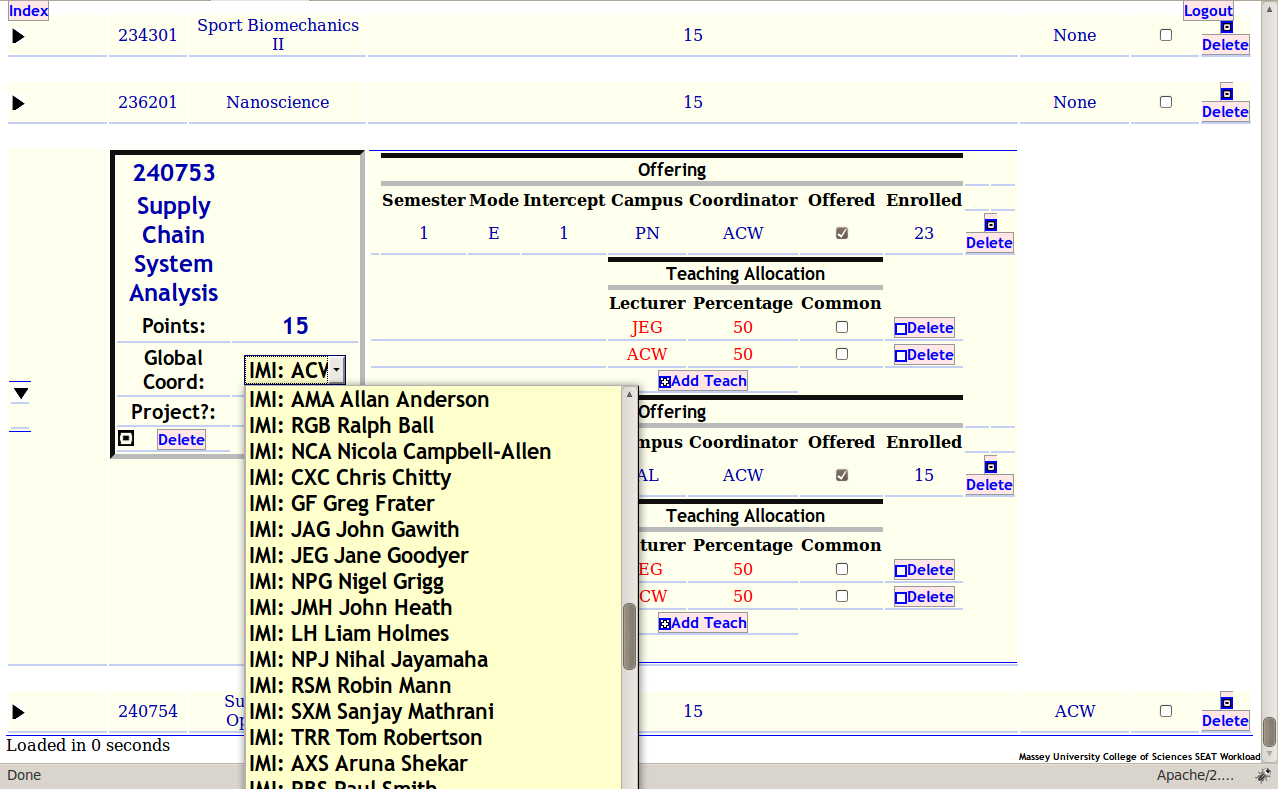 Index
Logout
234301 Sport Biomechanics II 15 None
Delete
236201 Nanoscience 15 None
Delete
240753
Supply
Chain
System
Analysis
Points: 15
Global
Coord:
IMI: ACW
Project?:
Delete
Offering
Semester Mode Intercept Campus Coordinator Offered Enrolled
1 E 1 PN ACW 23
Delete
Teaching Allocation
Lecturer Percentage Common
JEG 50 Delete
ACW 50 Delete
Add Teach
Offering
mpus Coordinator Offered Enrolled
AL ACW 15
Delete
Teaching Allocation
turer Percentage Common
EG 50 Delete
CW 50 Delete
Add Teach
IMI: AMA Allan Anderson
IMI: RGB Ralph Ball
IMI: NCA Nicola Campbell-Allen
IMI: CXC Chris Chitty
IMI: GF Greg Frater
IMI: JAG John Gawith
IMI: JEG Jane Goodyer
IMI: NPG Nigel Grigg
IMI: JMH John Heath
IMI: LH Liam Holmes
IMI: NPJ Nihal Jayamaha
IMI: RSM Robin Mann
IMI: SXM Sanjay Mathrani
IMI: TRR Tom Robertson
IMI: AXS Aruna Shekar
IMI: RBS Paul Smith
240754 Su
Op
15 ACW
Delete
Loaded in 0 seconds
Massey University College of Sciences SEAT Workload
Done
Apache/2....